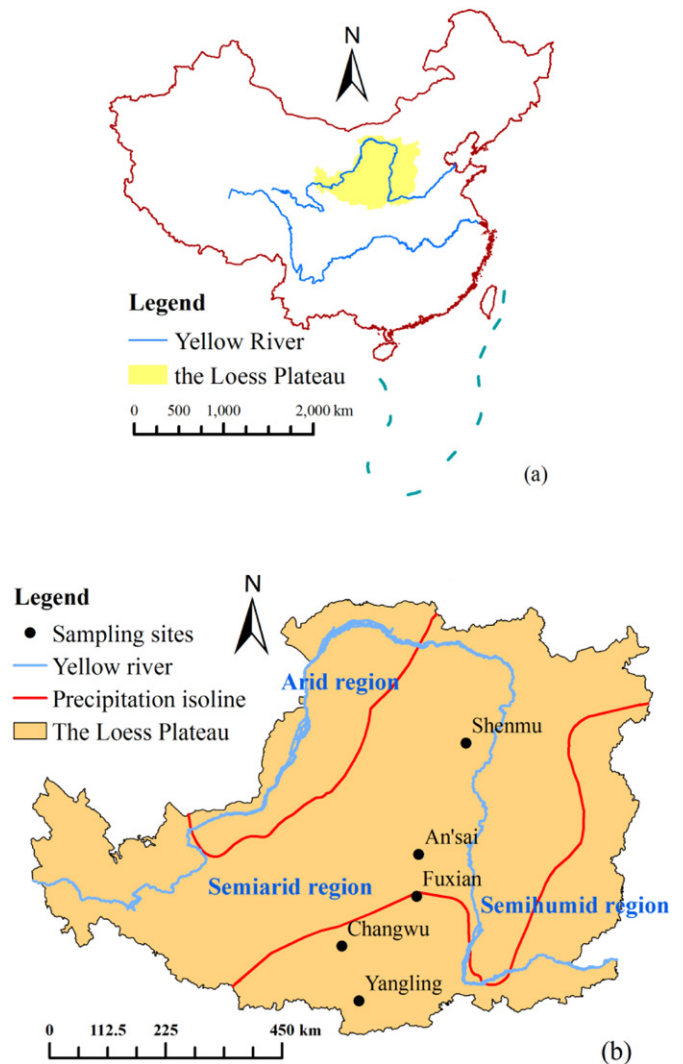 N
Legend
Yellow River
the Loess Plateau
0 500 1,000 2,000 km
(a)
N
Legend
Sampling sites
Yellow river
Precipitation isoline
The Loess Plateau
Arid region
Shenmu
An'sai
Fuxian
Semiarid region
Semihumid region
Changwu
Yangling
0 112.5 225 450 km
(b)